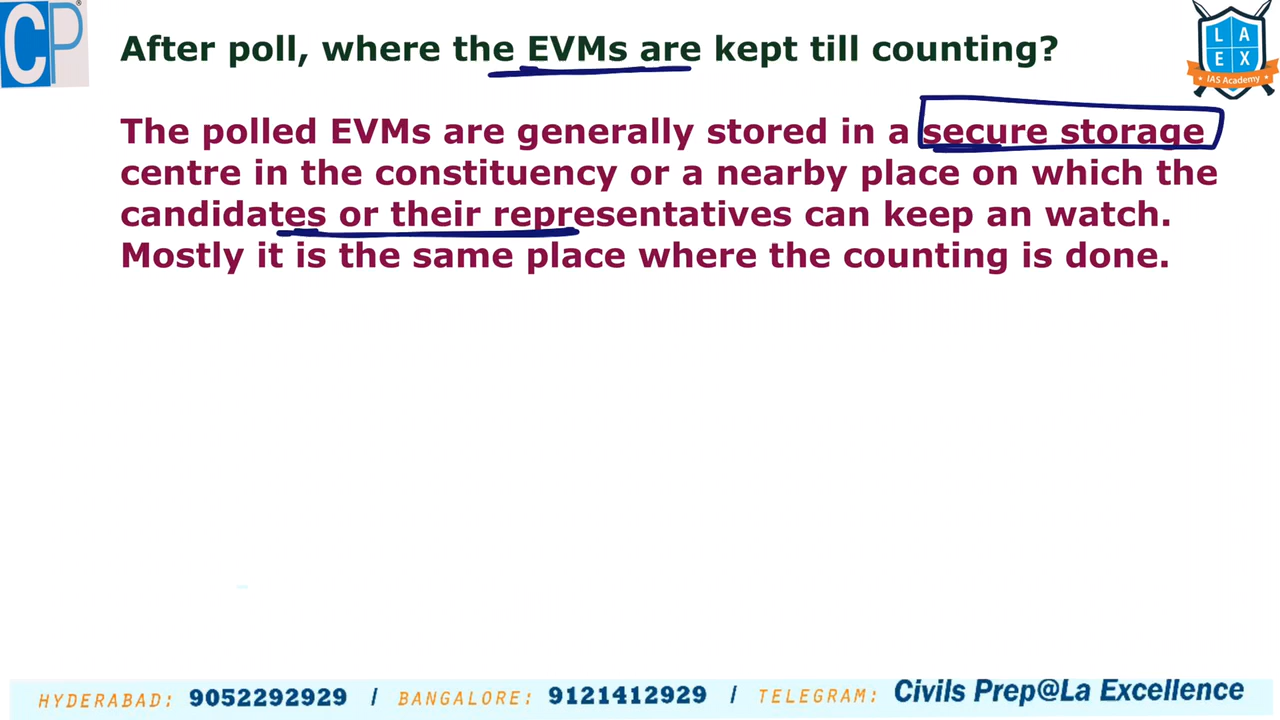 CP
®
After poll, where the EVMs are kept till counting?
L A
E X
IAS Academy
The polled EVMs are generally stored in a secure storage
centre in the constituency or a nearby place on which the
candidates or their representatives can keep an watch.
Mostly it is the same place where the counting is done.
HYDERABAD: 9052292929 / BANGALORE: 9121412929 / TELEGRAM: Civils Prep@La Excellence